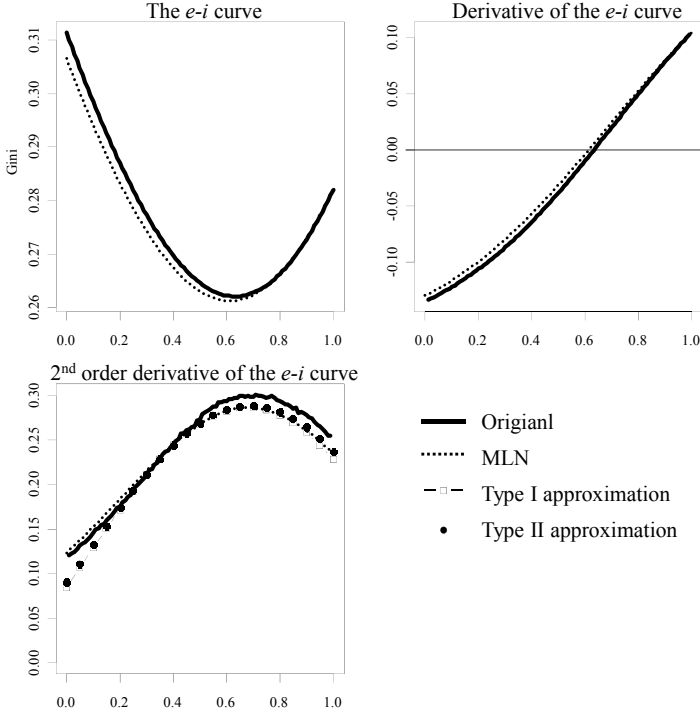 The e-i curve
Derivative of the e-i curve
0.31
0.30
0.29
0.28
0.27
0.26
Gini
0.0 0.2 0.4 0.6 0.8 1.0
0.10
0.05
0.00
-0.05
-0.10
0.0 0.2 0.4 0.6 0.8 1.0
2nd order derivative of the e-i curve
0.30
0.25
0.20
0.15
0.10
0.05
0.00
0.0 0.2 0.4 0.6 0.8 1.0
Origianl
MLN
Type I approximation
Type II approximation